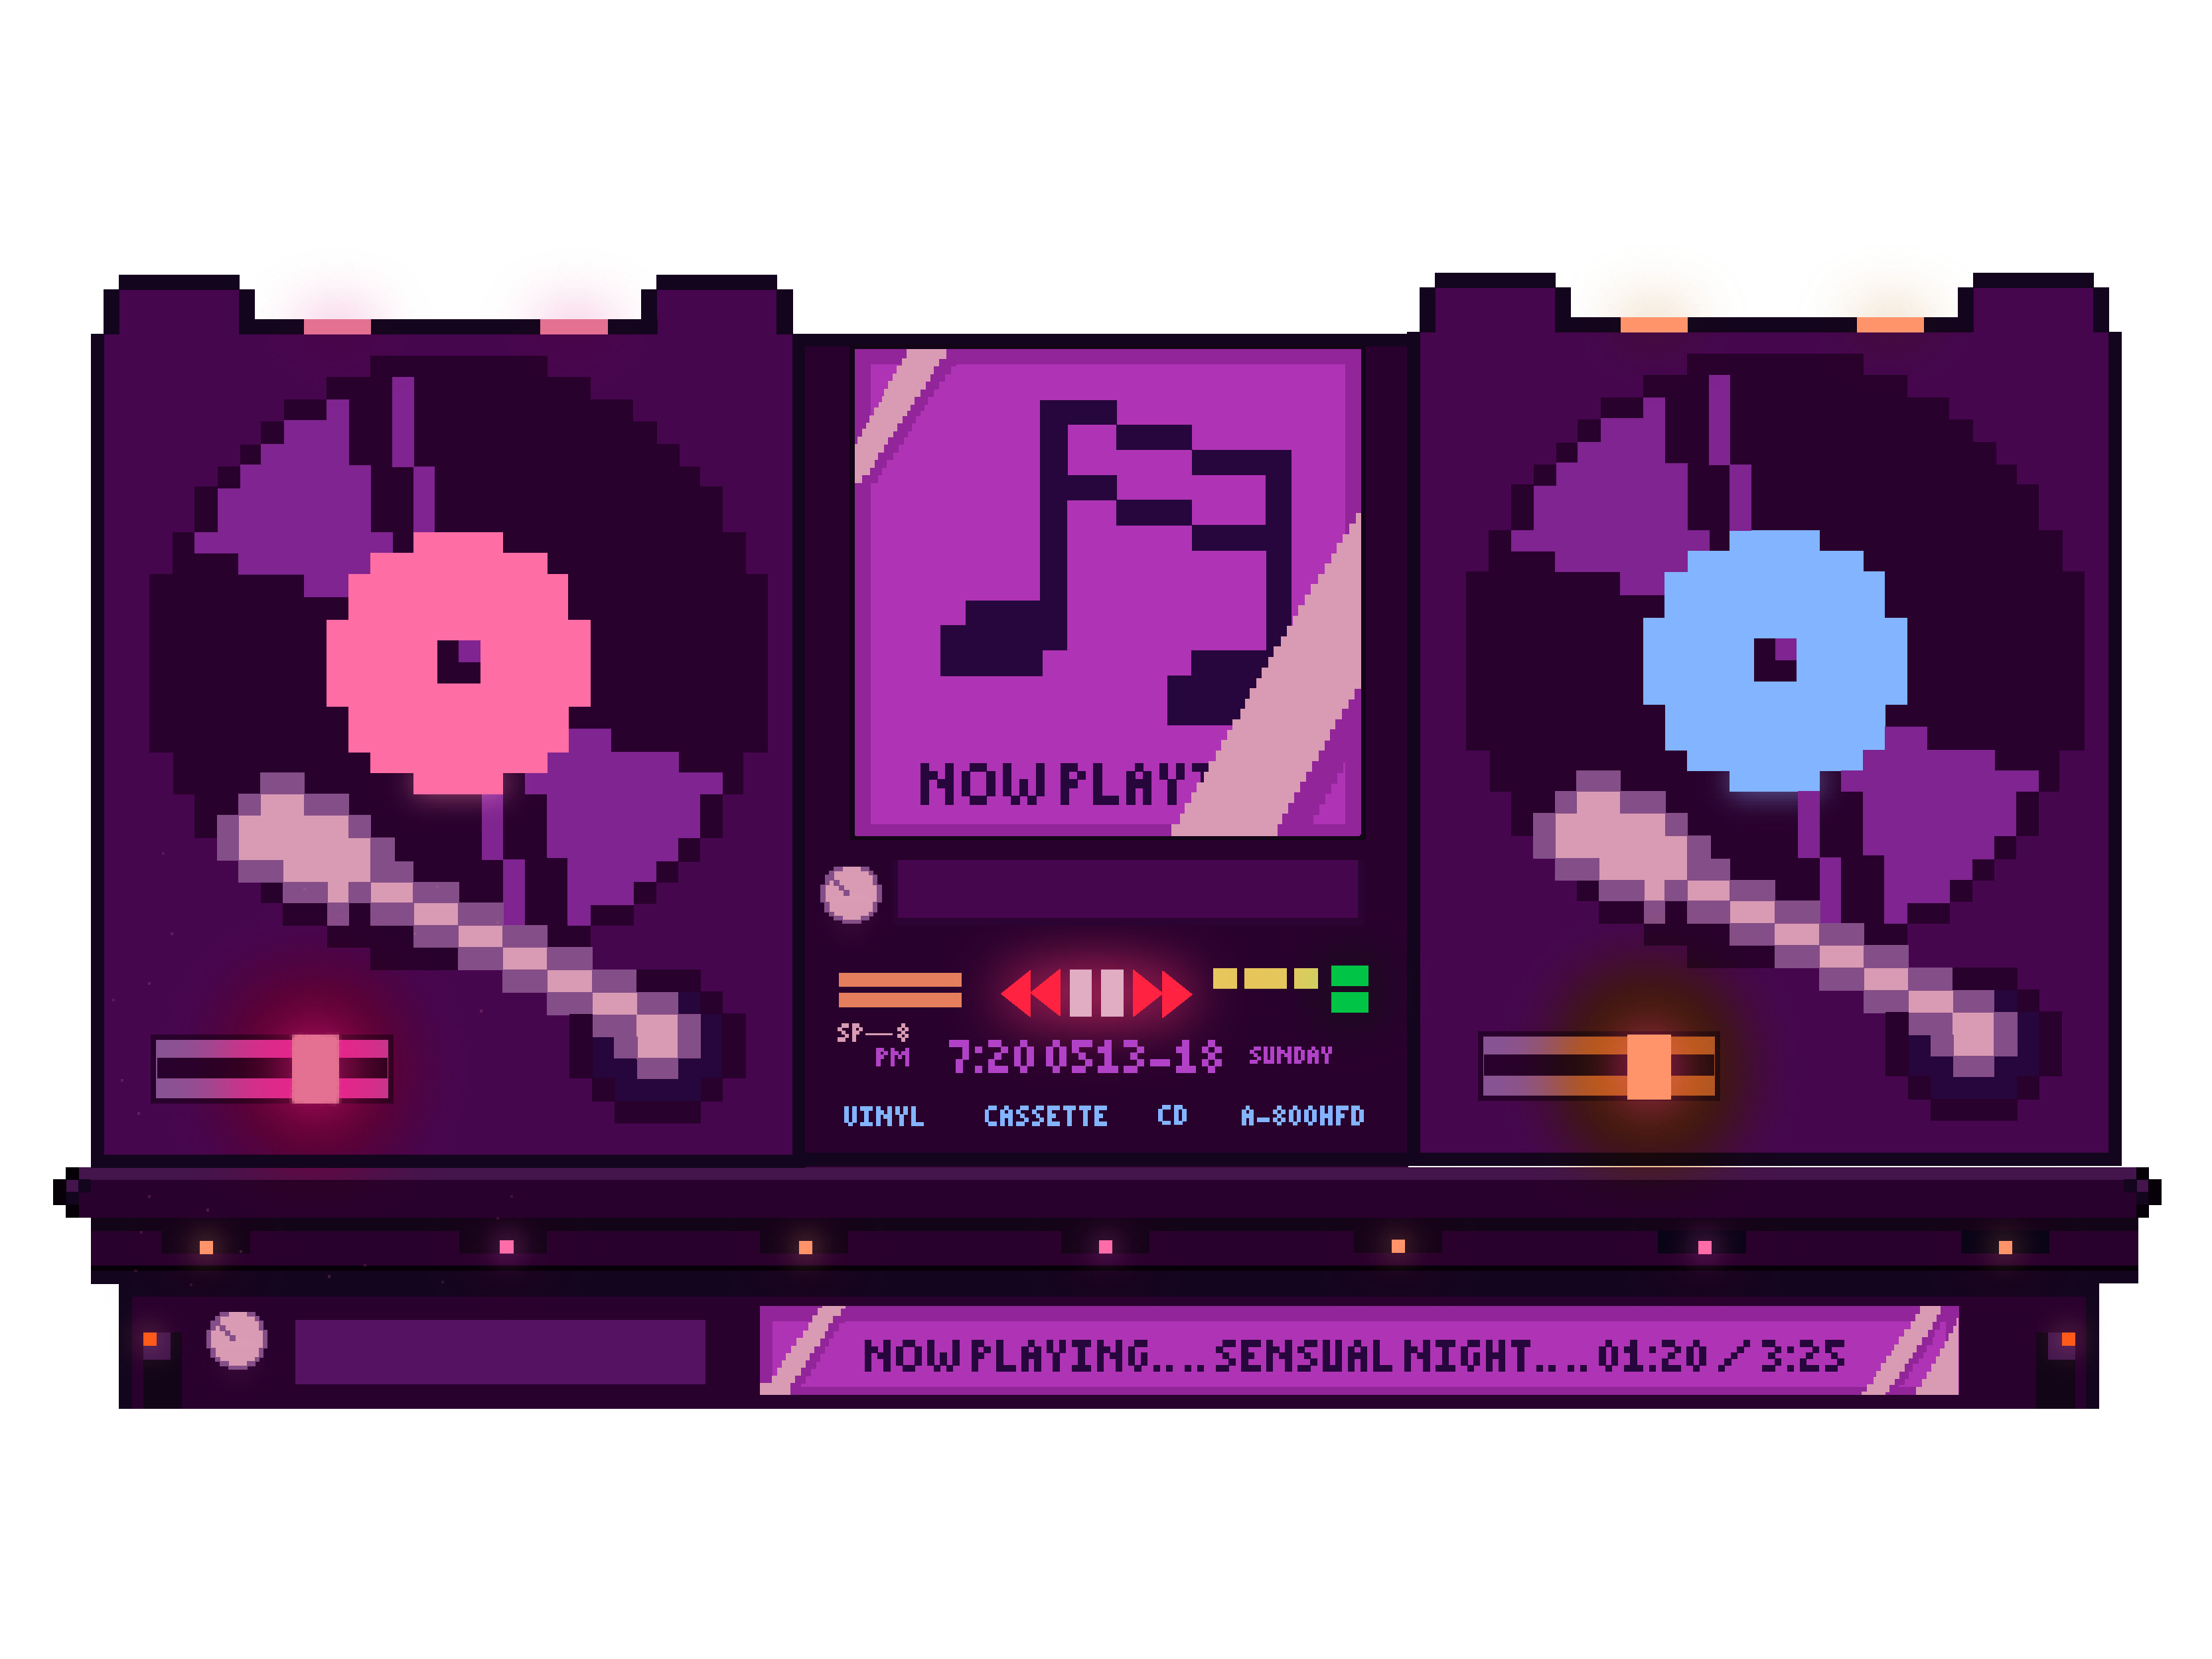 NOW PLAY
SP--8
PM 7:20 0513-18 SUNDAY
VINYL CASSETTE CD A-800HFD
NOW PLAYING....SENSUAL NIGHT.... 01:20 / 3:25